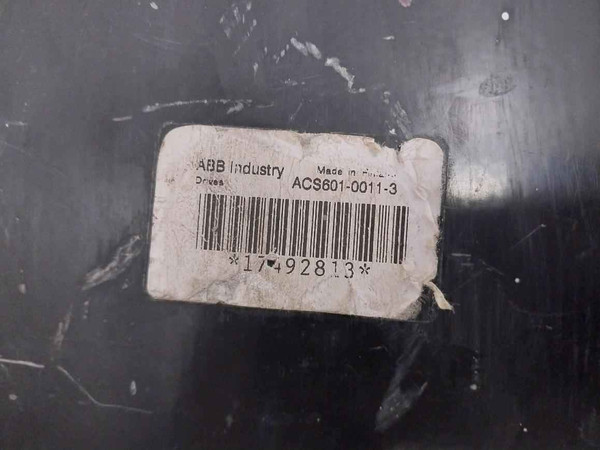 ABB Industry Made in
Drives ACS601-0011-3
*17492813*